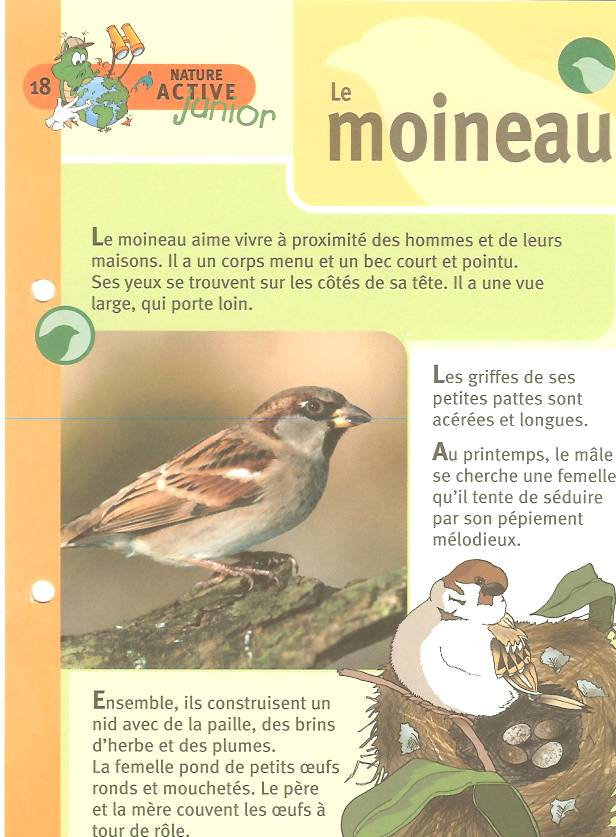 18
NATURE
ACTIVE
junior
Le
moineau
Le moineau aime vivre à proximité des hommes et de leurs
maisons. Il a un corps menu et un bec court et pointu.
Ses yeux se trouvent sur les côtés de sa tête. Il a une vue
large, qui porte loin.
Les griffes de ses
petites pattes sont
acérées et longues.
Au printemps, le mâle
se cherche une femelle
qu'il tente de séduire
par son pépiement
mélodieux.
Ensemble, ils construisent un
nid avec de la paille, des brins
d'herbe et des plumes.
La femelle pond de petits œufs
ronds et mouchetés. Le père
et la mère couvent les œufs à
tour de rôle.